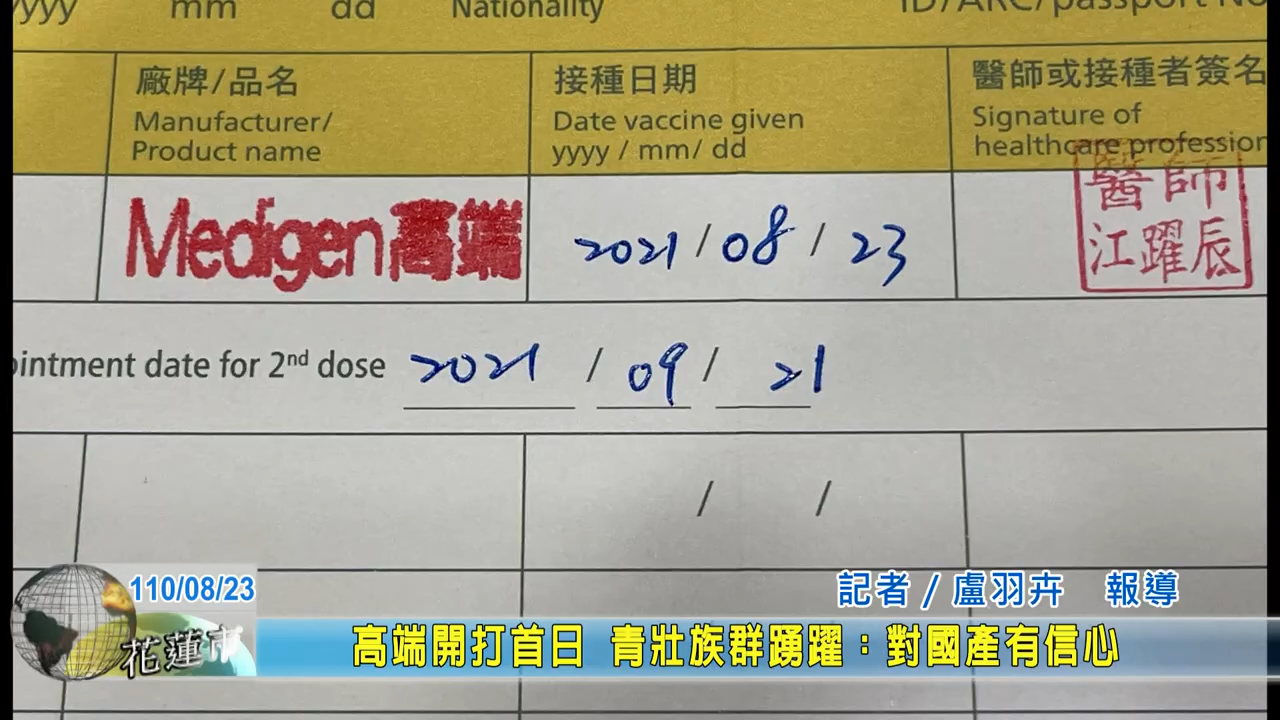 yyyy mm dd Nationality ID/ARC/passport No
廠牌/品名 接種日期 醫師或接種者簽名
Manufacturer/ Date vaccine given Signature of
Product name yyyy / mm/ dd healthcare profession
Medigen高端 2021/08/23 醫師
江躍辰
ointment date for 2nd dose 2021/09/21
/ /
110/08/23 記者/盧羽卉 報導
花蓮市 高端開打首日 青壯族群踴躍：對國產有信心